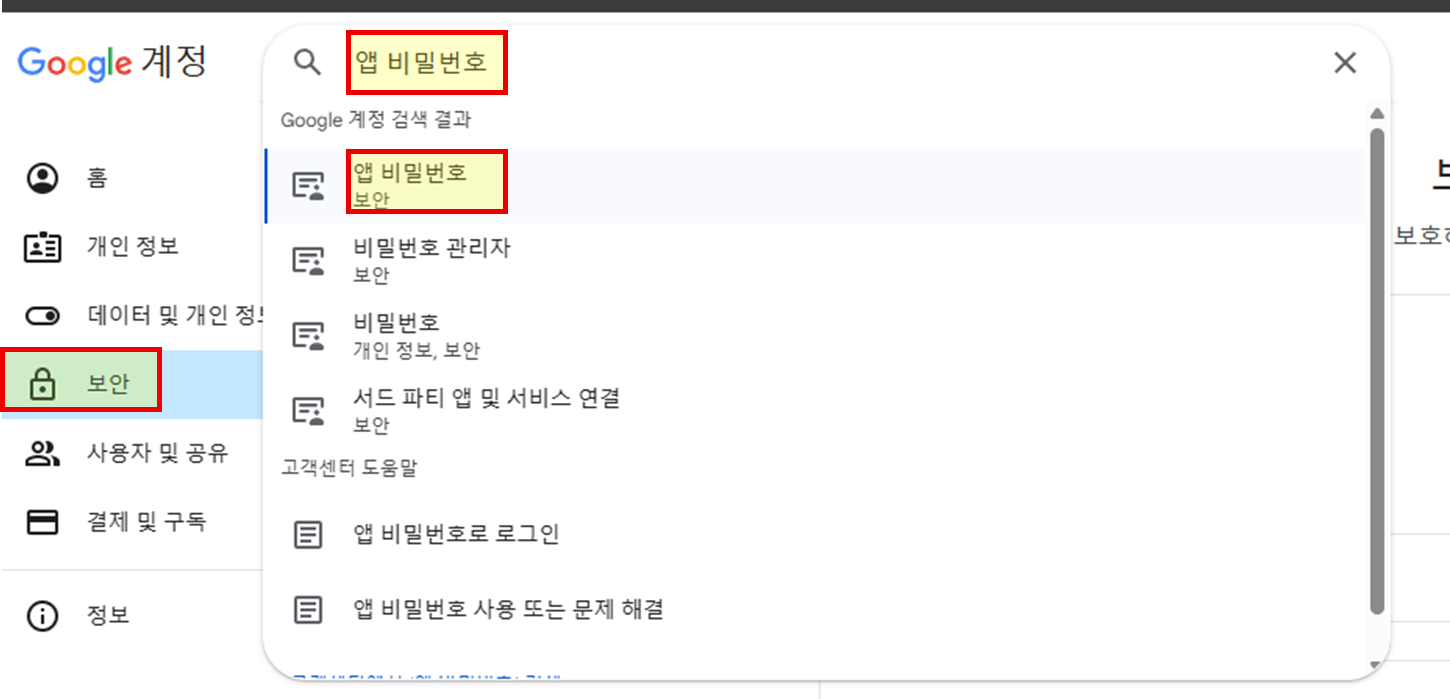 Google 계정
앱 비밀번호
Google 계정 검색 결과
앱 비밀번호
보안
비밀번호 관리자
보안
비밀번호
개인 정보, 보안
서드 파티 앱 및 서비스 연결
보안
고객센터 도움말
앱 비밀번호로 로그인
앱 비밀번호 사용 또는 문제 해결
홈
개인 정보
데이터 및 개인
보안
사용자 및 공유
결제 및 구독
정보